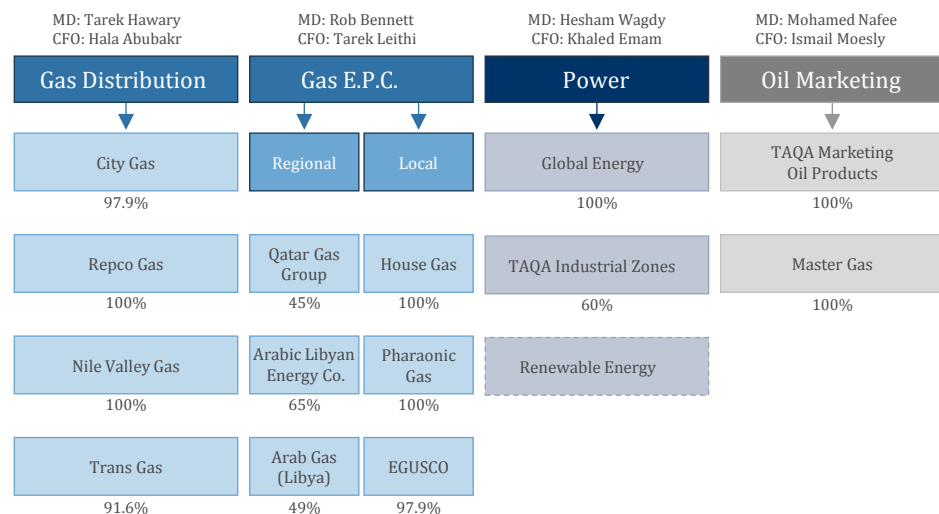 MD: Tarek Hawary
CFO: Hala Abubakr
MD: Rob Bennett
CFO: Tarek Leithi
MD: Hesham Wagdy
CFO: Khaled Emam
MD: Mohamed Nafee
CFO: Ismail Moesly
Gas Distribution
Gas E.P.C.
Power
Oil Marketing
City Gas
97.9%
Regional
Local
Global Energy
100%
TAQA Marketing
Oil Products
100%
Repco Gas
100%
Qatar Gas
Group
45%
House Gas
100%
TAQA Industrial Zones
60%
Master Gas
100%
Nile Valley Gas
100%
Arabic Libyan
Energy Co.
65%
Pharaonic
Gas
100%
Renewable Energy
Trans Gas
91.6%
Arab Gas
(Libya)
49%
EGUSCO
97.9%